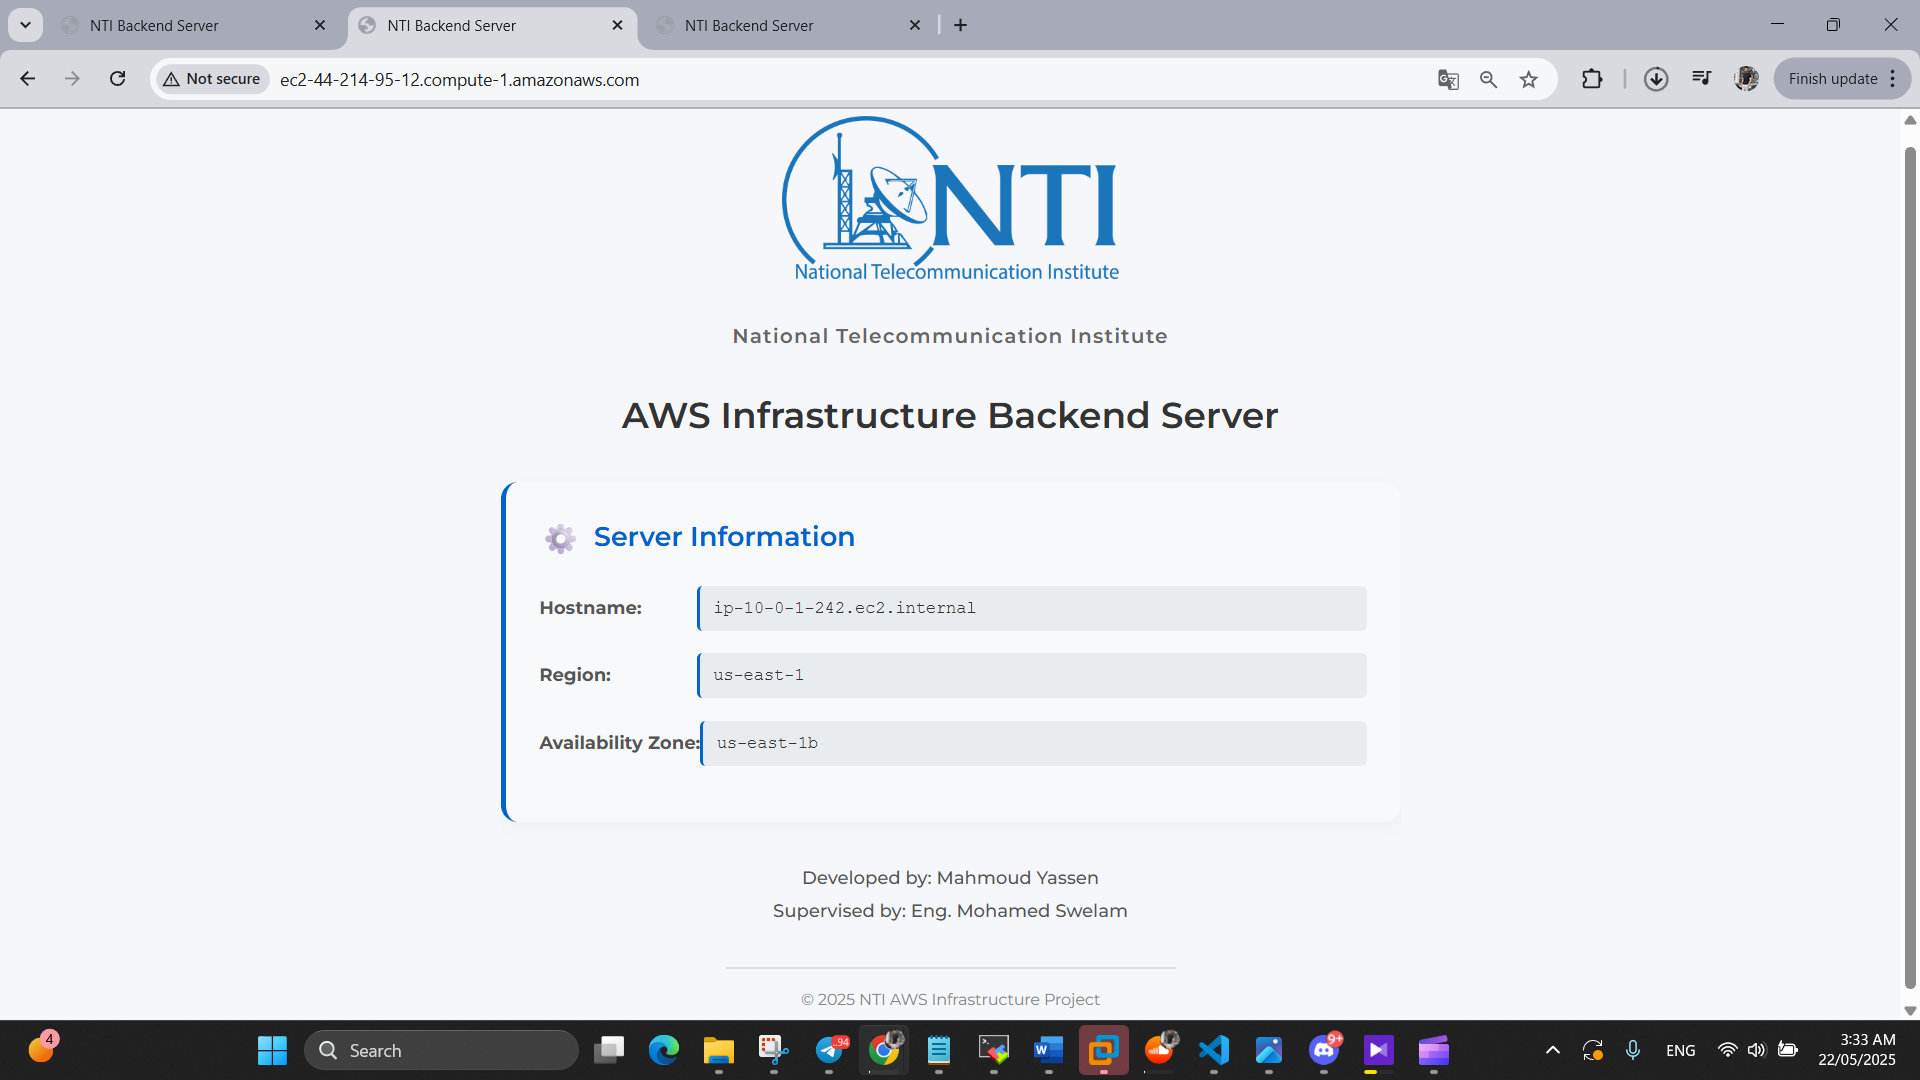 NTI Backend Server
NTI Backend Server
NTI Backend Server
Not secure
ec2-44-214-95-12.compute-1.amazonaws.com
Finish update
NTI
National Telecommunication Institute
National Telecommunication Institute
AWS Infrastructure Backend Server
Server Information
Hostname:
ip-10-0-1-242.ec2.internal
Region:
us-east-1
Availability Zone:
us-east-1b
Developed by: Mahmoud Yassen
Supervised by: Eng. Mohamed Swelam
© 2025 NTI AWS Infrastructure Project
4
Search
94
9+
ENG
3:33 AM
22/05/2025